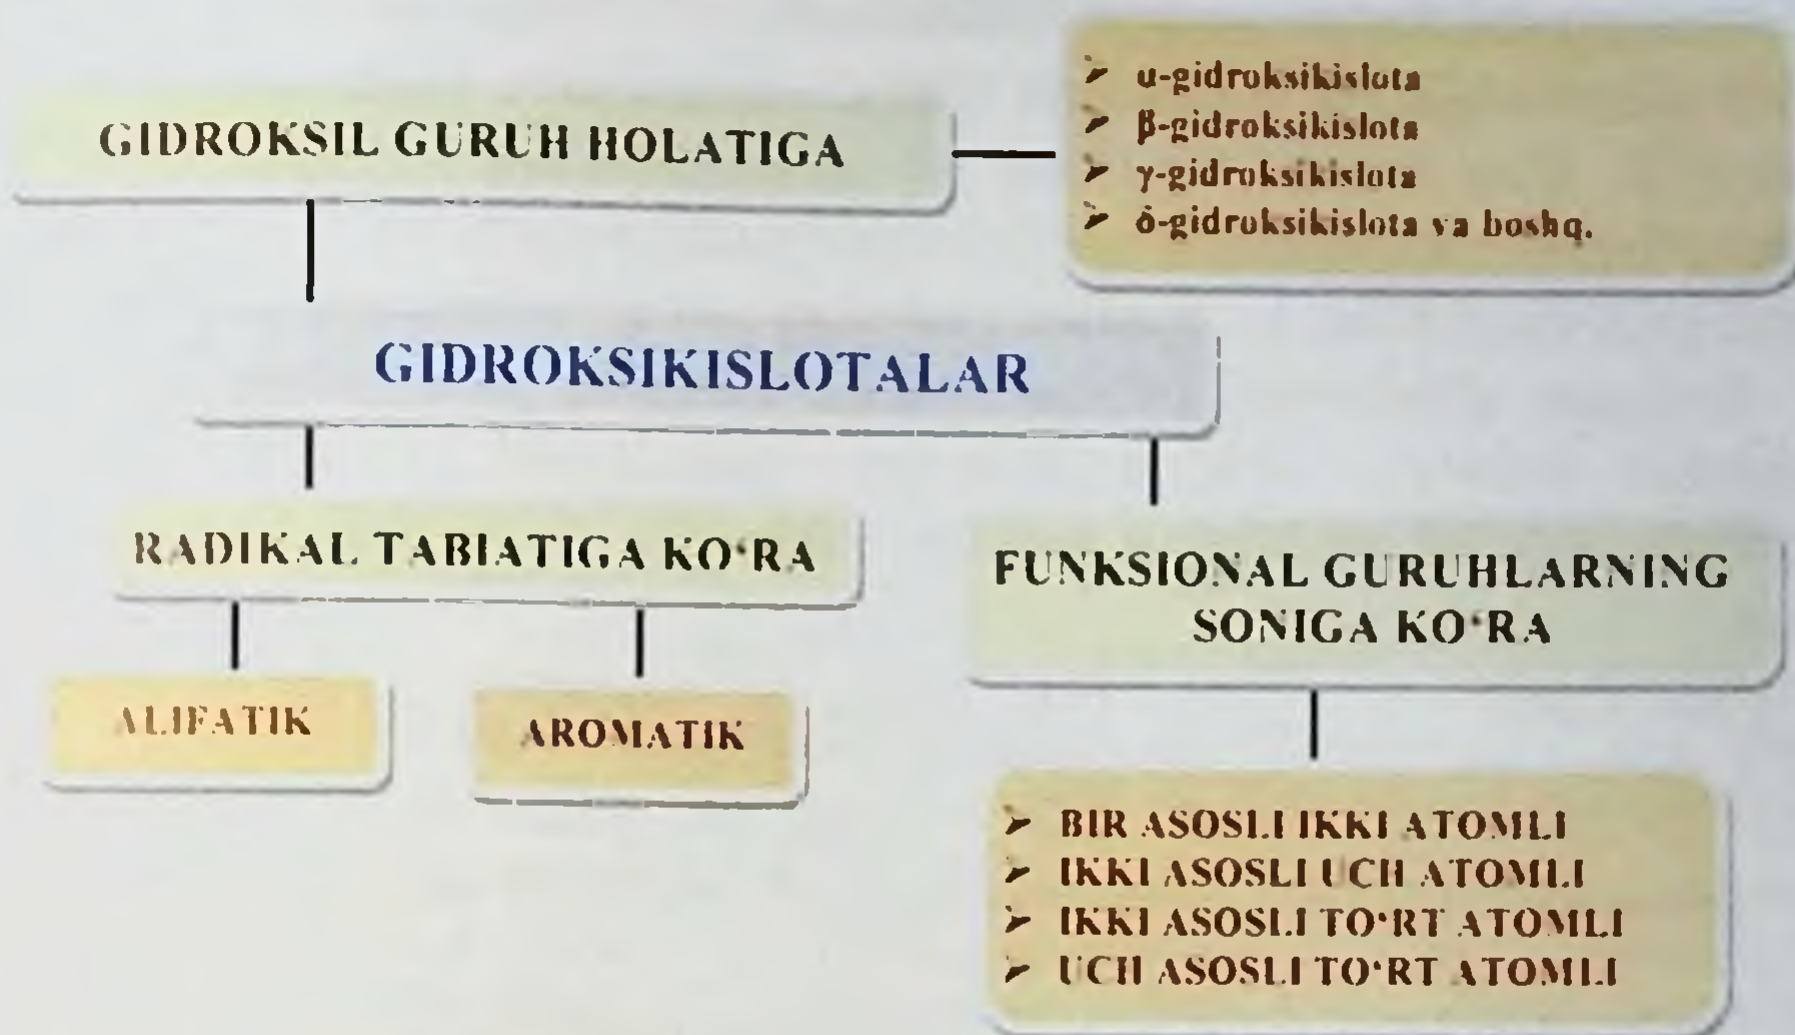 GIDROKSIL GURUH HOLATIGA
➢ α-gidroksikislota
➢ β-gidroksikislota
➢ γ-gidroksikislota
➢ δ-gidroksikislota va boshq.
GIDROKSIKISLOTALAR
RADIKAL TABIATIGA KO‘RA
FUNKSIONAL GURUHLARNING
SONIGA KO‘RA
ALIFATIK
AROMATIK
➢ BIR ASOSLI IKKI ATOMLI
➢ IKKI ASOSLI UCH ATOMLI
➢ IKKI ASOSLI TO‘RT ATOMLI
➢ UCH ASOSLI TO‘RT ATOMLI